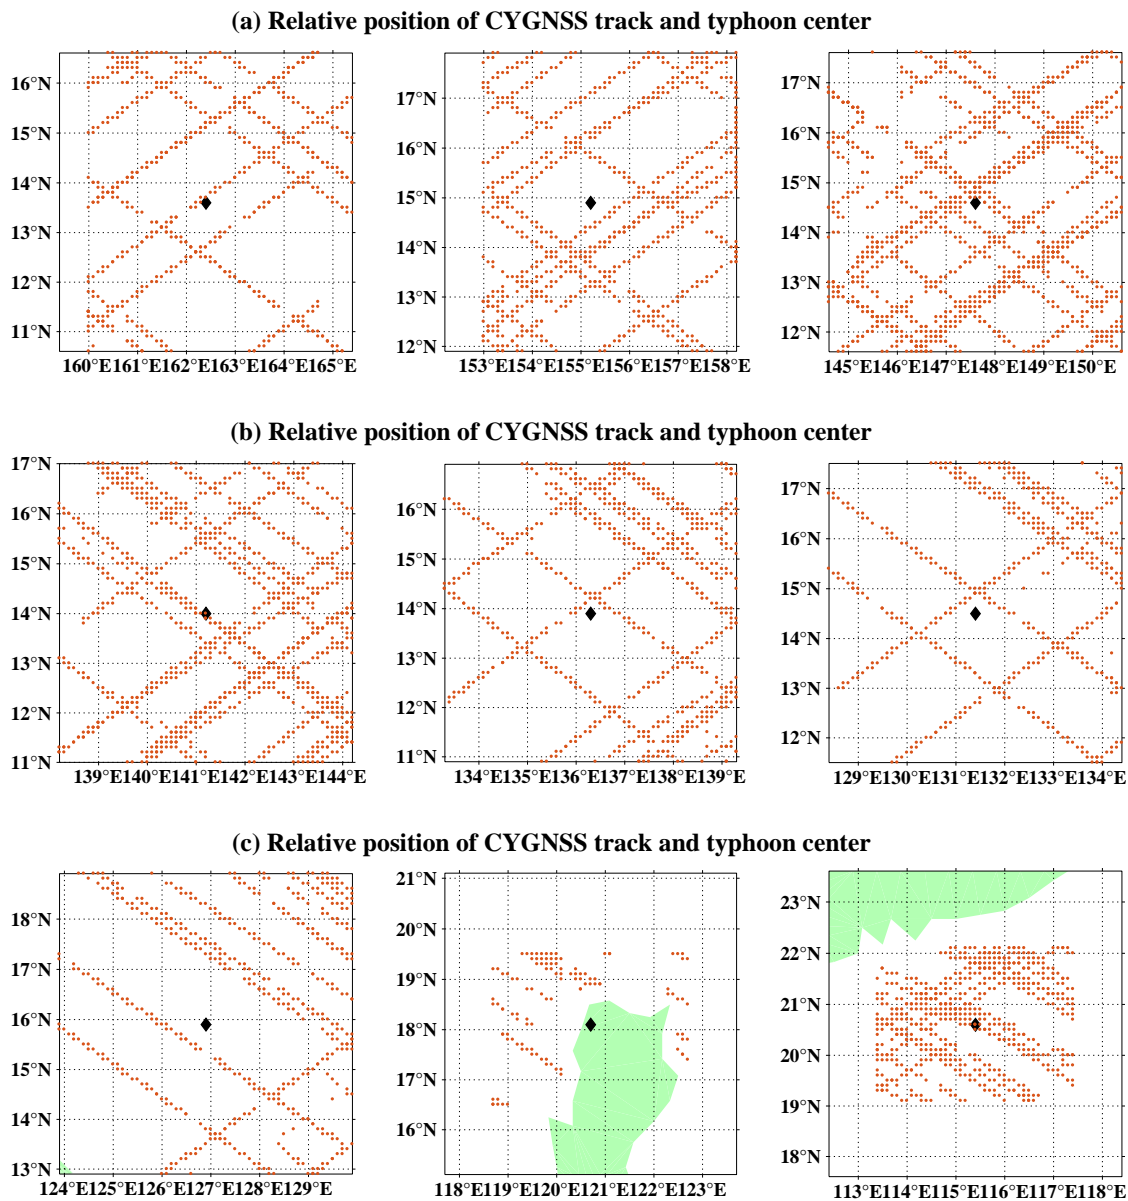 (a) Relative position of CYGNSS track and typhoon center
16°N
15°N
14°N
13°N
12°N
11°N
160°E161°E162°E163°E164°E165°E
17°N
16°N
15°N
14°N
13°N
12°N
153°E154°E155°E156°E157°E158°E
17°N
16°N
15°N
14°N
13°N
12°N
145°E146°E147°E148°E149°E150°E
(b) Relative position of CYGNSS track and typhoon center
17°N
16°N
15°N
14°N
13°N
12°N
11°N
139°E140°E141°E142°E143°E144°E
16°N
15°N
14°N
13°N
12°N
11°N
134°E135°E136°E137°E138°E139°E
17°N
16°N
15°N
14°N
13°N
12°N
129°E130°E131°E132°E133°E134°E
(c) Relative position of CYGNSS track and typhoon center
18°N
17°N
16°N
15°N
14°N
13°N
124°E125°E126°E127°E128°E129°E
21°N
20°N
19°N
18°N
17°N
16°N
118°E119°E120°E121°E122°E123°E
23°N
22°N
21°N
20°N
19°N
18°N
113°E114°E115°E116°E117°E118°E